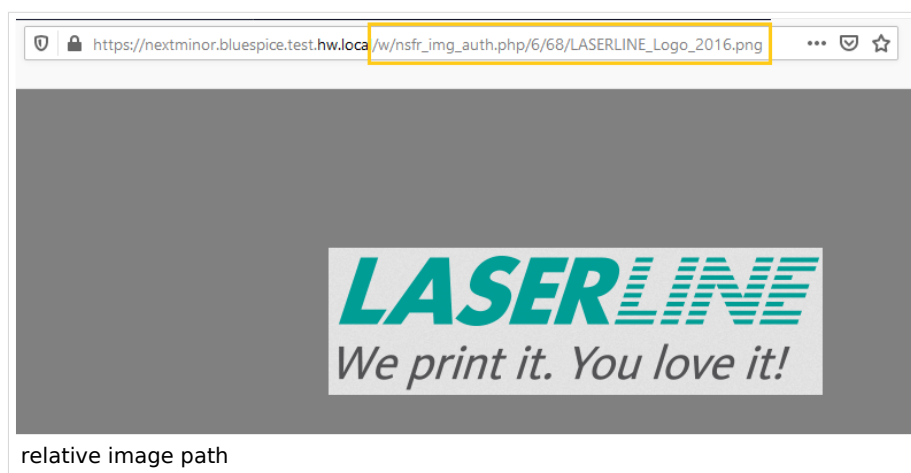 https://nextminor.bluespice.test.hw.local/w/nsfr_img_auth.php/6/68/LASERLINE_Logo_2016.png
LASERLINE
We print it. You love it!
relative image path